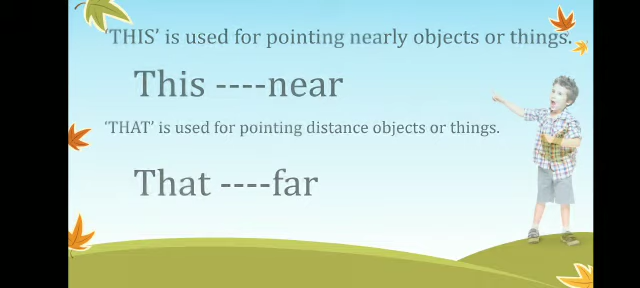 ‘THIS’ is used for pointing nearly objects or things.
This ----near
‘THAT’ is used for pointing distance objects or things.
That ----far